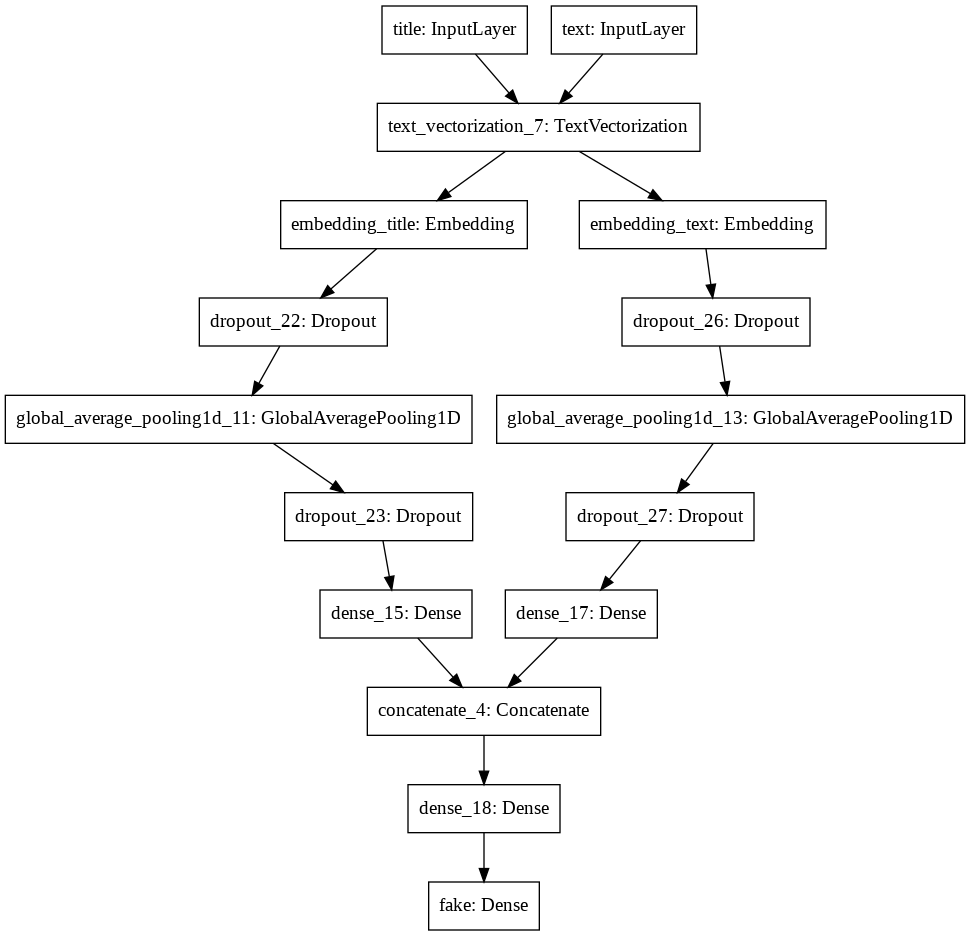 title: InputLayer
text: InputLayer
text_vectorization_7: TextVectorization
embedding_title: Embedding
embedding_text: Embedding
dropout_22: Dropout
dropout_26: Dropout
global_average_pooling1d_11: GlobalAveragePooling1D
global_average_pooling1d_13: GlobalAveragePooling1D
dropout_23: Dropout
dropout_27: Dropout
dense_15: Dense
dense_17: Dense
concatenate_4: Concatenate
dense_18: Dense
fake: Dense